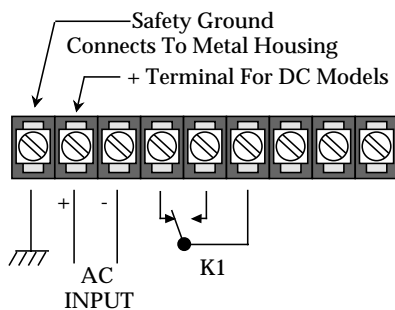 Safety Ground
Connects To Metal Housing
+ Terminal For DC Models
+ -
AC
INPUT
K1